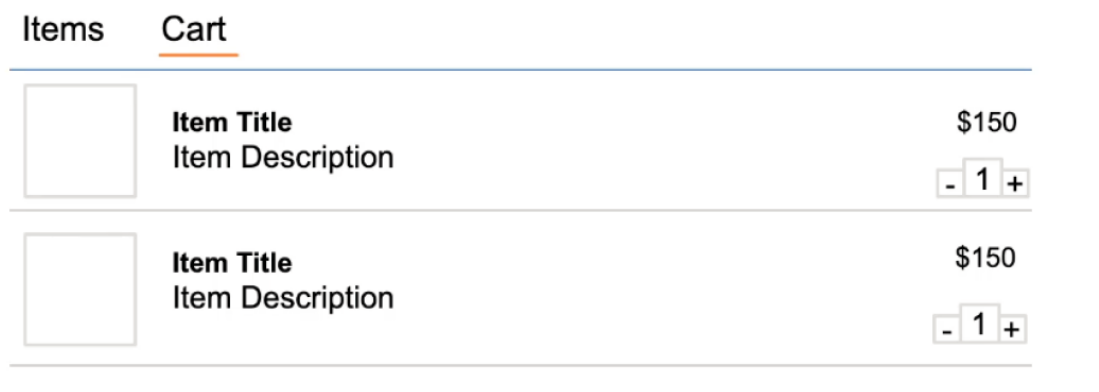 Items Cart
Item Title
Item Description
$150
- 1 +
Item Title
Item Description
$150
- 1 +